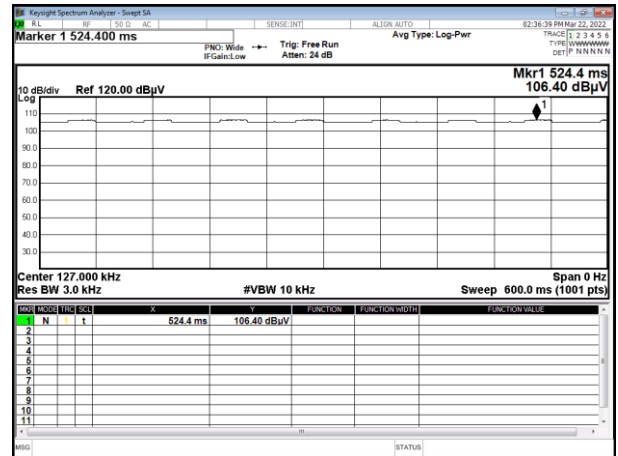 Keysight Spectrum Analyzer - Swept SA
RL RF 50 Ω AC SENSE:INT ALIGN AUTO 02:36:39 PM Mar 22, 2022
Marker 1 524.400 ms
PNO: Wide
IFGain:Low
Trig: Free Run
Atten: 24 dB
Avg Type: Log-Pwr
TRACE 1 2 3 4 5 6
TYPE WWWWWW
DET P NNNNN
Mkr1 524.4 ms
106.40 dBµV
10 dB/div Ref 120.00 dBµV
Log
110
100
90.0
80.0
70.0
60.0
50.0
40.0
30.0
1
Center 127.000 kHz Span 0 Hz
Res BW 3.0 kHz #VBW 10 kHz Sweep 600.0 ms (1001 pts)
MKR MODE TRC SCL X Y FUNCTION FUNCTION WIDTH FUNCTION VALUE
1 N 1 t 524.4 ms 106.40 dBµV
2
3
4
5
6
7
8
9
10
11
MSG STATUS